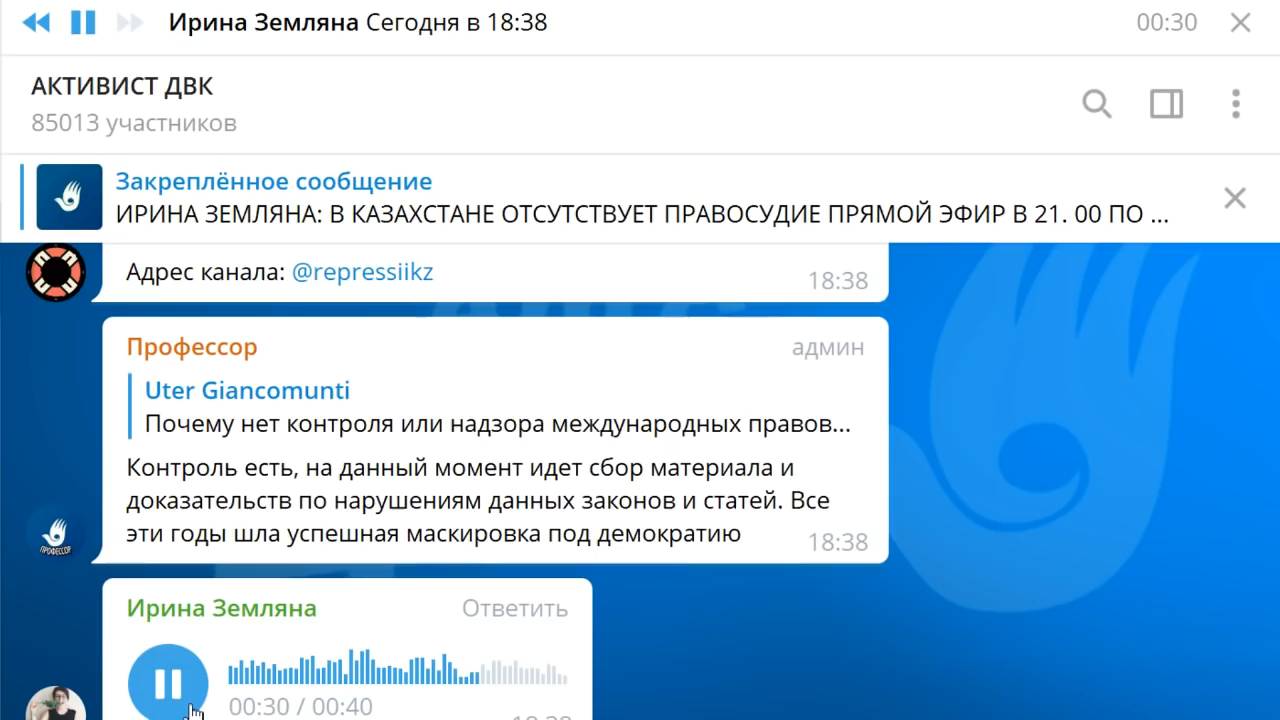 Ирина Земляна Сегодня в 18:38
00:30
АКТИВИСТ ДВК
85013 участников
Закреплённое сообщение
ИРИНА ЗЕМЛЯНА: В КАЗАХСТАНЕ ОТСУТСТВУЕТ ПРАВОСУДИЕ ПРЯМОЙ ЭФИР В 21. 00 ПО ...
Адрес канала: @repressiikz
18:38
Профессор
админ
Uter Giancomunti
Почему нет контроля или надзора международных правов...
Контроль есть, на данный момент идет сбор материала и
доказательств по нарушениям данных законов и статей. Все
эти годы шла успешная маскировка под демократию
18:38
ПРОФЕССОР
Ирина Земляна
Ответить
00:30 / 00:40
18:38